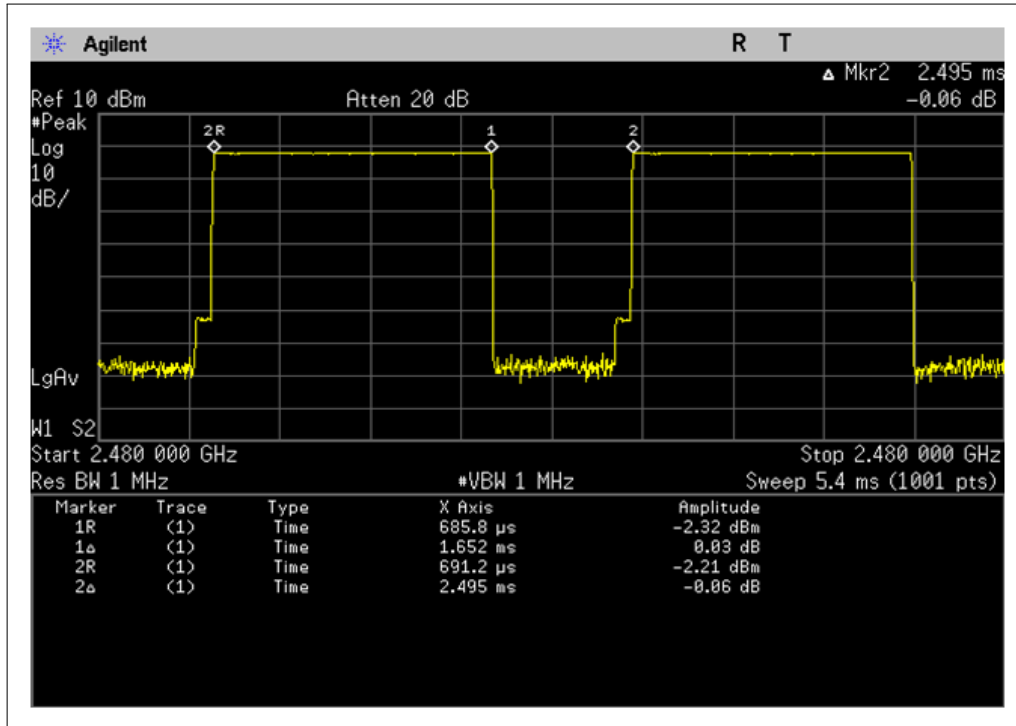 Agilent R T
Δ Mkr2 2.495 ms
Ref 10 dBm Atten 20 dB -0.06 dB
#Peak
Log
10
dB/
2R 1 2
LgAv
W1 S2
Start 2.480 000 GHz Stop 2.480 000 GHz
Res BW 1 MHz #VBW 1 MHz Sweep 5.4 ms (1001 pts)
Marker Trace Type X Axis Amplitude
1R (1) Time 685.8 µs -2.32 dBm
1Δ (1) Time 1.652 ms 0.03 dB
2R (1) Time 691.2 µs -2.21 dBm
2Δ (1) Time 2.495 ms -0.06 dB